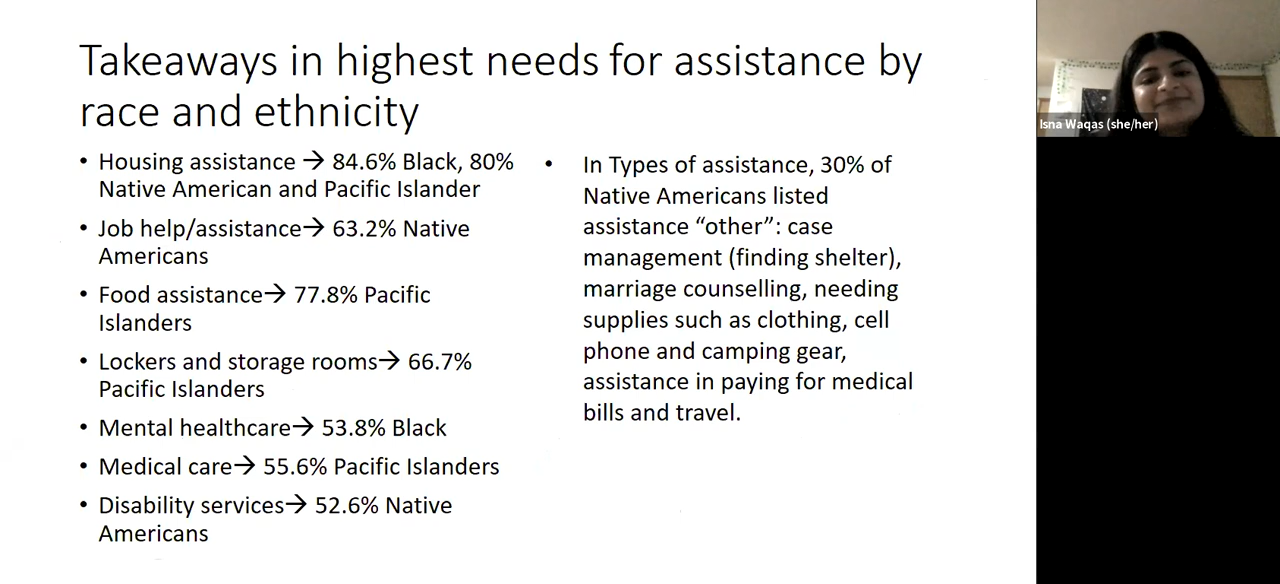 Takeaways in highest needs for assistance by
race and ethnicity
• Housing assistance → 84.6% Black, 80%
Native American and Pacific Islander
• Job help/assistance→ 63.2% Native
Americans
• Food assistance→ 77.8% Pacific
Islanders
• Lockers and storage rooms→ 66.7%
Pacific Islanders
• Mental healthcare→ 53.8% Black
• Medical care→ 55.6% Pacific Islanders
• Disability services→ 52.6% Native
Americans
• In Types of assistance, 30% of
Native Americans listed
assistance “other”: case
management (finding shelter),
marriage counselling, needing
supplies such as clothing, cell
phone and camping gear,
assistance in paying for medical
bills and travel.
Isna Waqas (she/her)